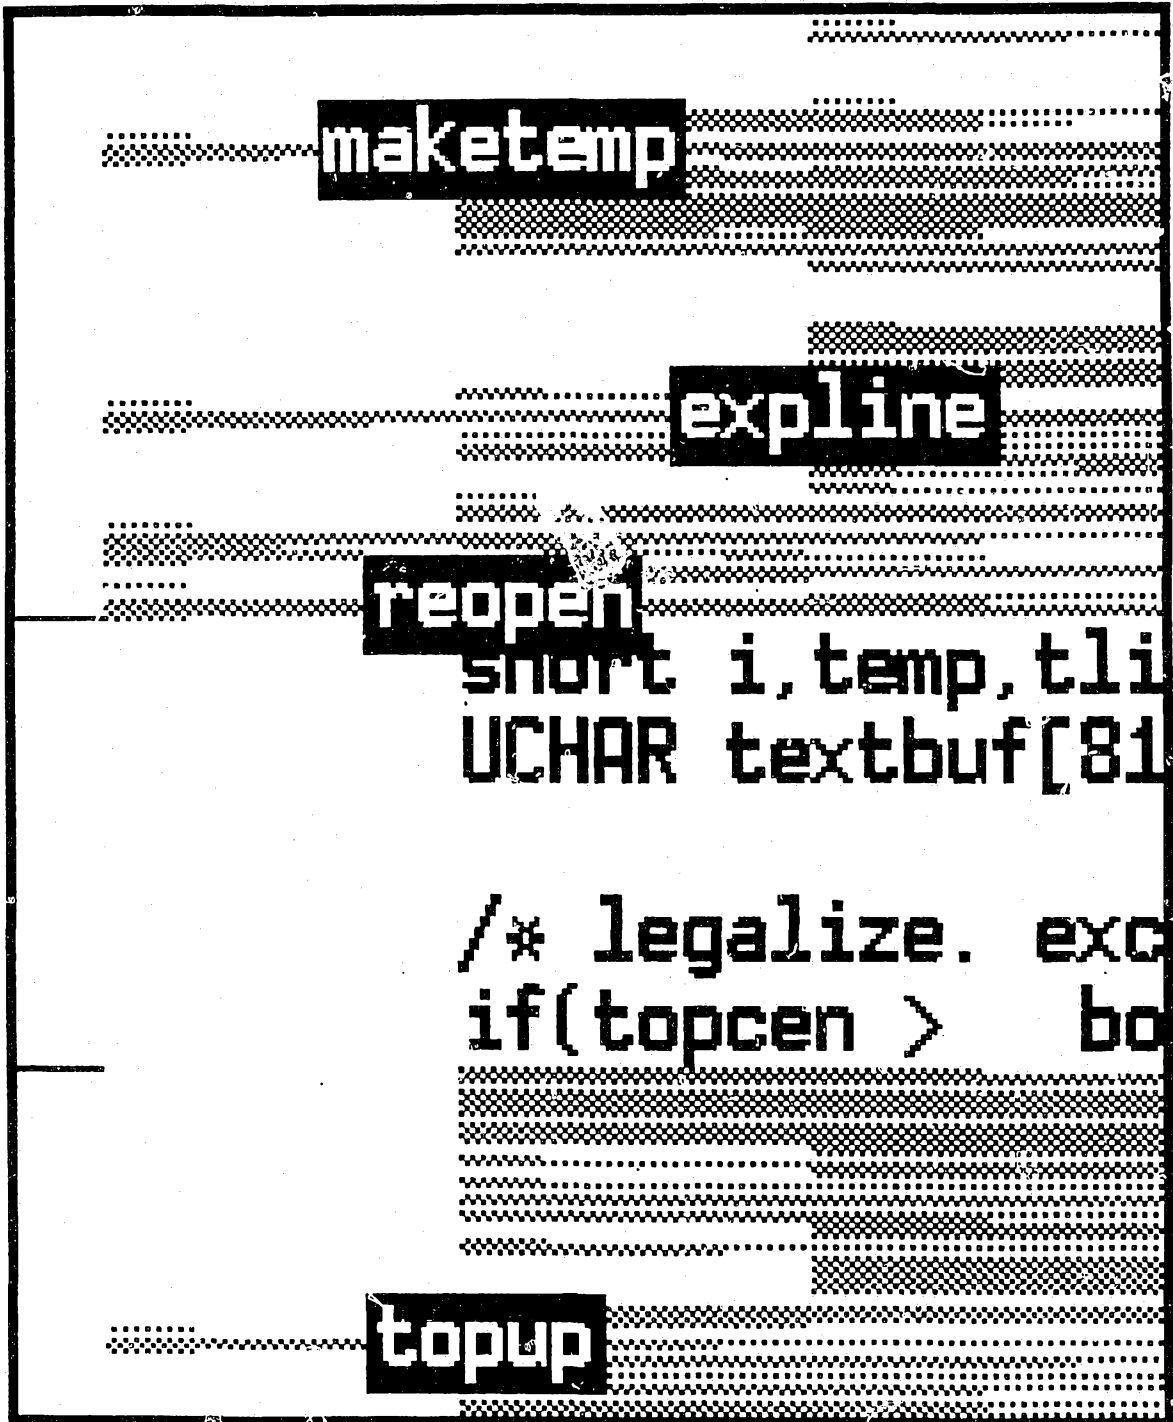 maketemp
expline
reopen
short i,temp,tli
UCHAR textbuf[81
/* legalize. exc
if(topcen >   bo
topup